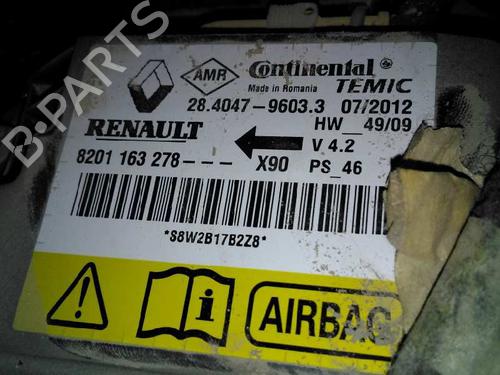 B-PARTS
AMR Continental
Made in Romania TEMIC
28.4047-9603.3 07/2012
RENAULT HW_49/09
V 4.2
8201 163 278--- X90 PS_46
*S8W2B17B2Z8*
AIRBAG